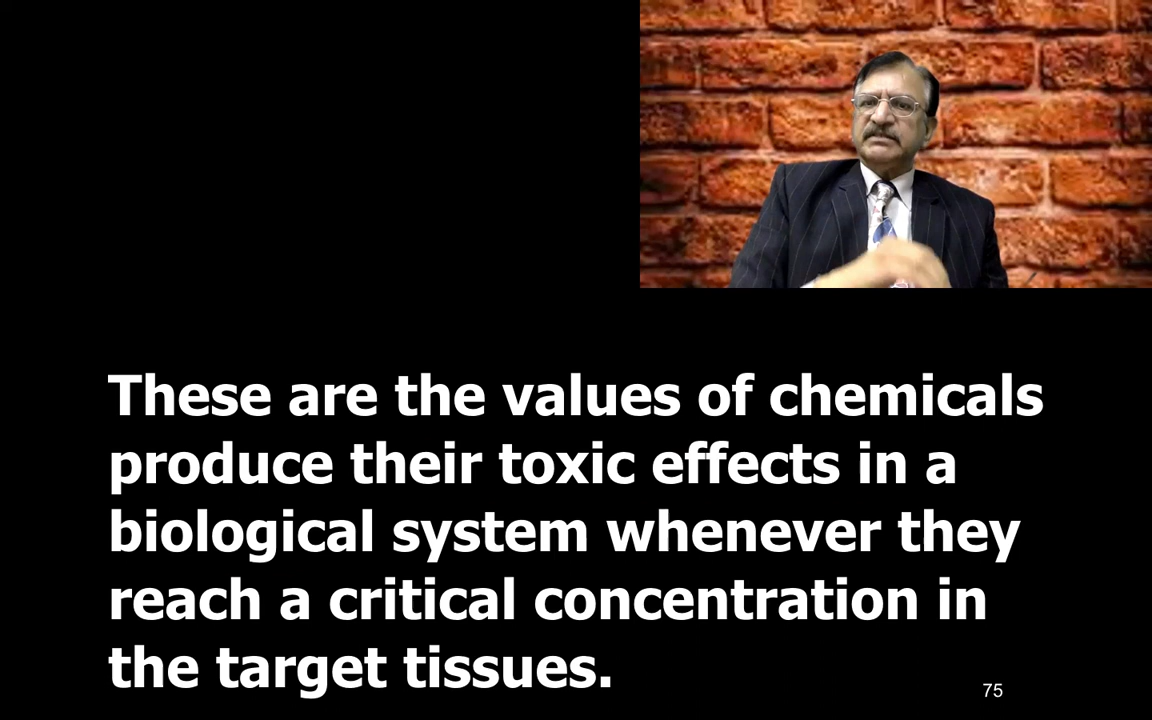 These are the values of chemicals
produce their toxic effects in a
biological system whenever they
reach a critical concentration in
the target tissues.
75